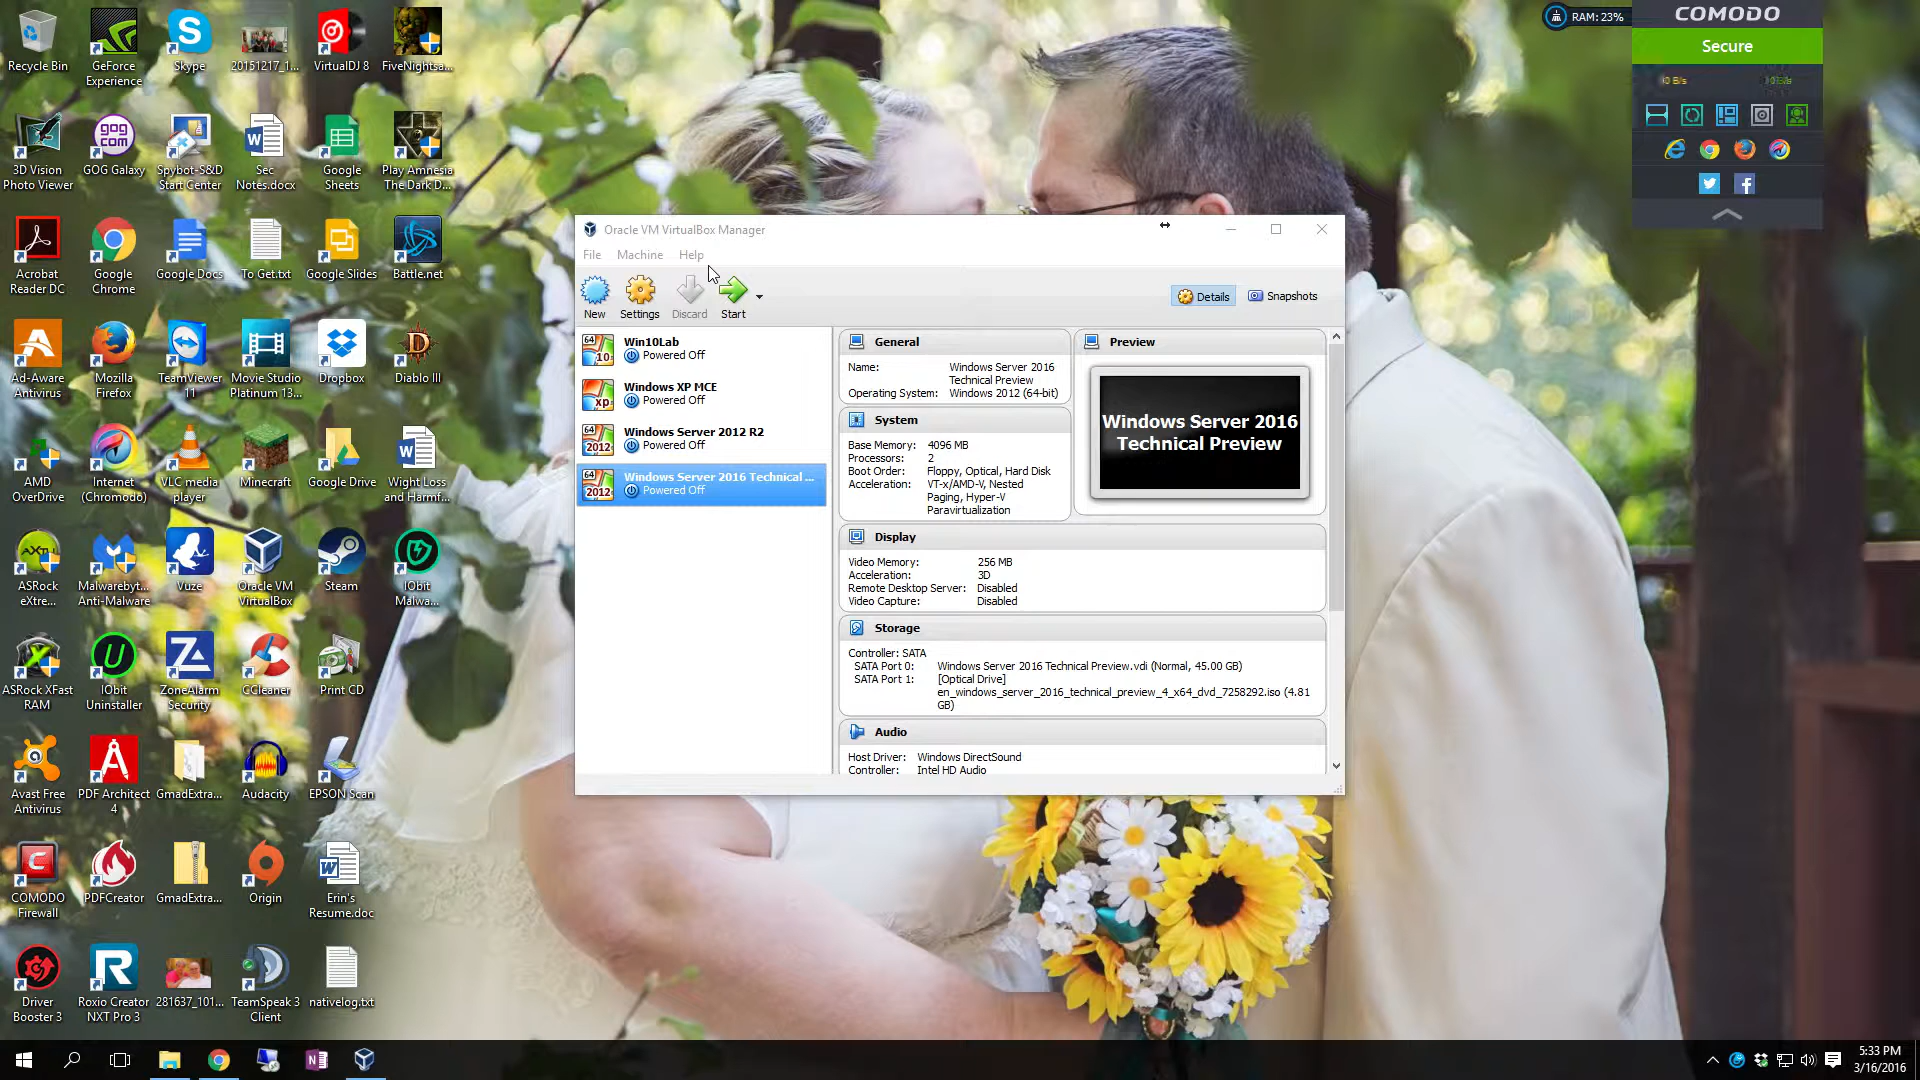 Recycle Bin
GeForce
Experience
Skype
20151217_1...
VirtualDJ 8
FiveNightsa...
3D Vision
Photo Viewer
GOG Galaxy
Spybot-S&D
Start Center
Sec
Notes.docx
Google
Sheets
Play Amnesia
The Dark D...
Acrobat
Reader DC
Google
Chrome
Google Docs
To Get.txt
Google Slides
Battle.net
Ad-Aware
Antivirus
Mozilla
Firefox
TeamViewer
11
Movie Studio
Platinum 13...
Dropbox
Diablo III
AMD
OverDrive
Internet
(Chromodo)
VLC media
player
Minecraft
Google Drive
Wight Loss
and Harmf...
ASRock
eXtre...
Malwarebyt...
Anti-Malware
Vuze
Oracle VM
VirtualBox
Steam
IObit
Malwa...
ASRock XFast
RAM
IObit
Uninstaller
ZoneAlarm
Security
CCleaner
Print CD
Avast Free
Antivirus
PDF Architect
4
GmadExtra...
Audacity
EPSON Scan
COMODO
Firewall
PDFCreator
GmadExtra...
Origin
Erin's
Resume.doc
Driver
Booster 3
Roxio Creator
NXT Pro 3
281637_101...
TeamSpeak 3
Client
nativelog.txt
Oracle VM VirtualBox Manager
File Machine Help
New Settings Discard Start
Details Snapshots
Win10Lab
Powered Off
Windows XP MCE
Powered Off
Windows Server 2012 R2
Powered Off
Windows Server 2016 Technical ...
Powered Off
General
Name: Windows Server 2016
Technical Preview
Operating System: Windows 2012 (64-bit)
System
Base Memory: 4096 MB
Processors: 2
Boot Order: Floppy, Optical, Hard Disk
Acceleration: VT-x/AMD-V, Nested
Paging, Hyper-V
Paravirtualization
Preview
Windows Server 2016
Technical Preview
Display
Video Memory: 256 MB
Acceleration: 3D
Remote Desktop Server: Disabled
Video Capture: Disabled
Storage
Controller: SATA
SATA Port 0: Windows Server 2016 Technical Preview.vdi (Normal, 45.00 GB)
SATA Port 1: [Optical Drive]
en_windows_server_2016_technical_preview_4_x64_dvd_7258292.iso (4.81
GB)
Audio
Host Driver: Windows DirectSound
Controller: Intel HD Audio
RAM: 23%
COMODO
Secure
5:33 PM
3/16/2016